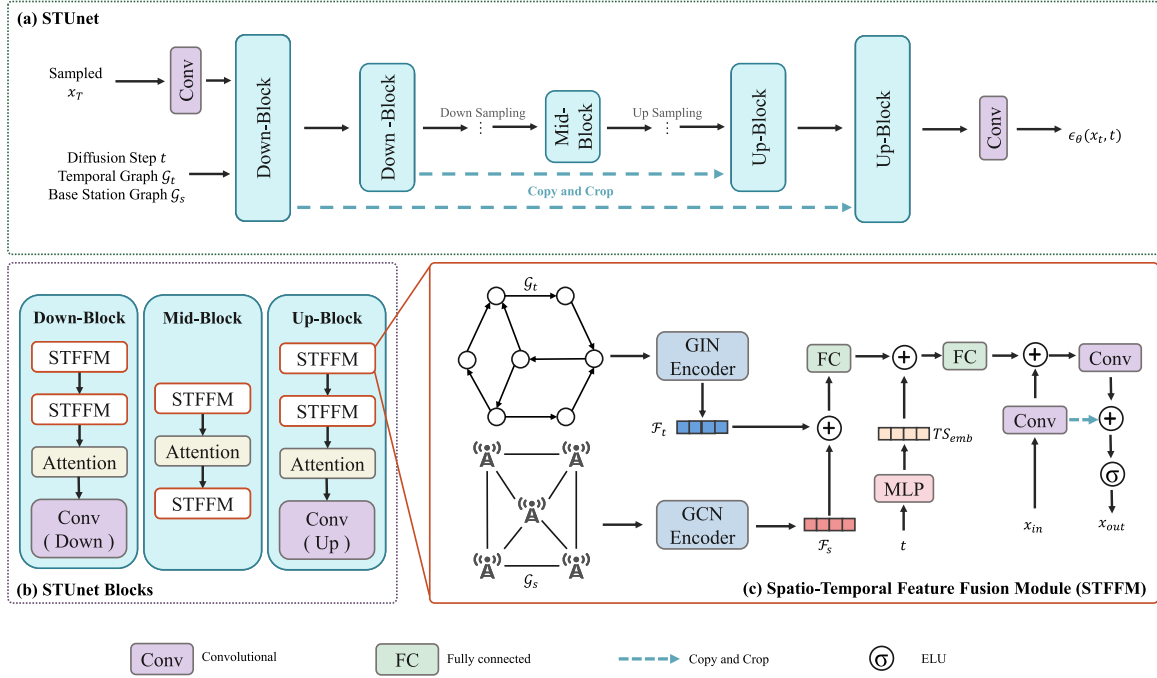 (a) STUnet
Sampled
x_T
Conv
Down-Block
Down -Block
Down Sampling
⋮
Mid-
Block
Up Sampling
⋮
Up-Block
Up-Block
Conv
ϵ_θ(x_t, t)
Diffusion Step t
Temporal Graph 𝒢_t
Base Station Graph 𝒢_s
Copy and Crop
Down-Block
STFFM
STFFM
Attention
Conv
( Down )
Mid-Block
STFFM
Attention
STFFM
Up-Block
STFFM
STFFM
Attention
Conv
( Up )
(b) STUnet Blocks
𝒢_t
GIN
Encoder
ℱ_t
𝒢_s
GCN
Encoder
ℱ_s
+
FC
+
TS_emb
MLP
t
FC
+
Conv
x_in
Conv
+
σ
x_out
(c) Spatio-Temporal Feature Fusion Module (STFFM)
Conv Convolutional
FC Fully connected
Copy and Crop
σ ELU